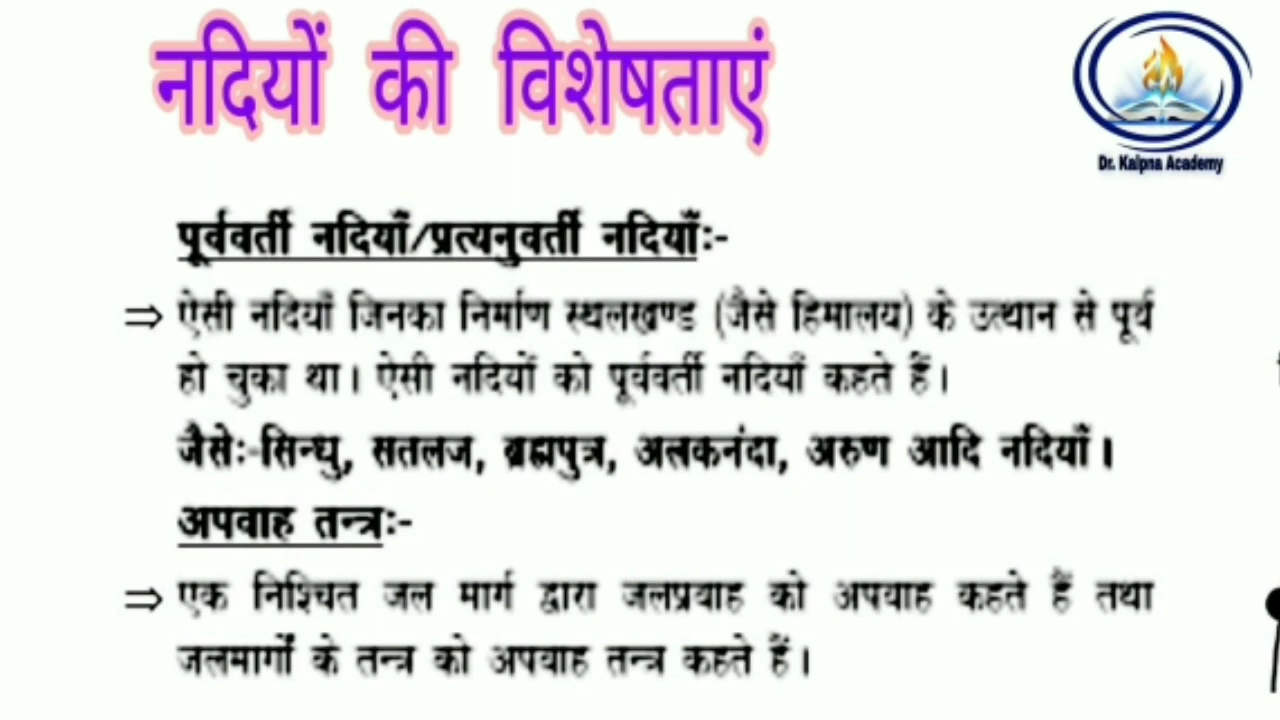 नदियों की विशेषताएं
Dr. Kalpna Academy
पूर्ववर्ती नदियाँ/प्रत्यनुवर्ती नदियाँः-
⇒ ऐसी नदियाँ जिनका निर्माण स्थलखण्ड (जैसे हिमालय) के उत्थान से पूर्व
हो चुका था। ऐसी नदियों को पूर्ववर्ती नदियाँ कहते हैं।
जैसेः-सिन्धु, सतलज, ब्रह्मपुत्र, अलकनंदा, अरुण आदि नदियाँ।
अपवाह तन्त्रः-
⇒ एक निश्चित जल मार्ग द्वारा जलप्रवाह को अपवाह कहते हैं तथा
जलमार्गों के तन्त्र को अपवाह तन्त्र कहते हैं।